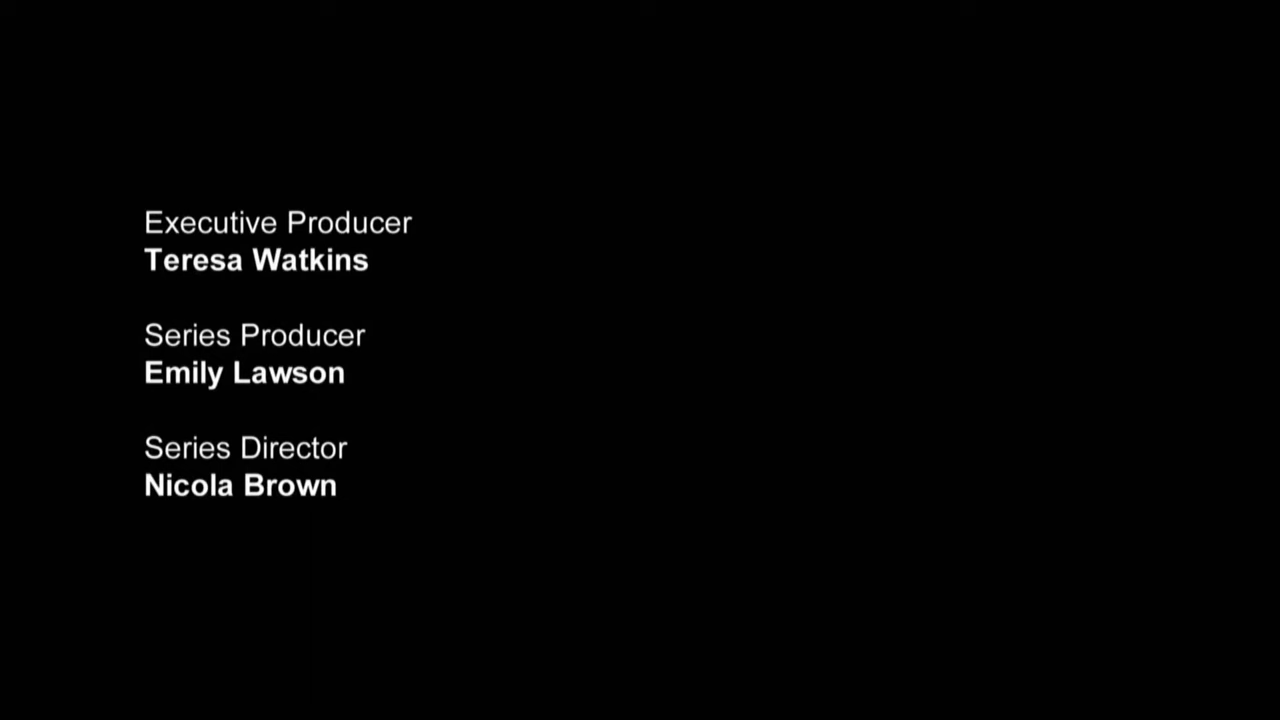 Executive Producer
Teresa Watkins
Series Producer
Emily Lawson
Series Director
Nicola Brown